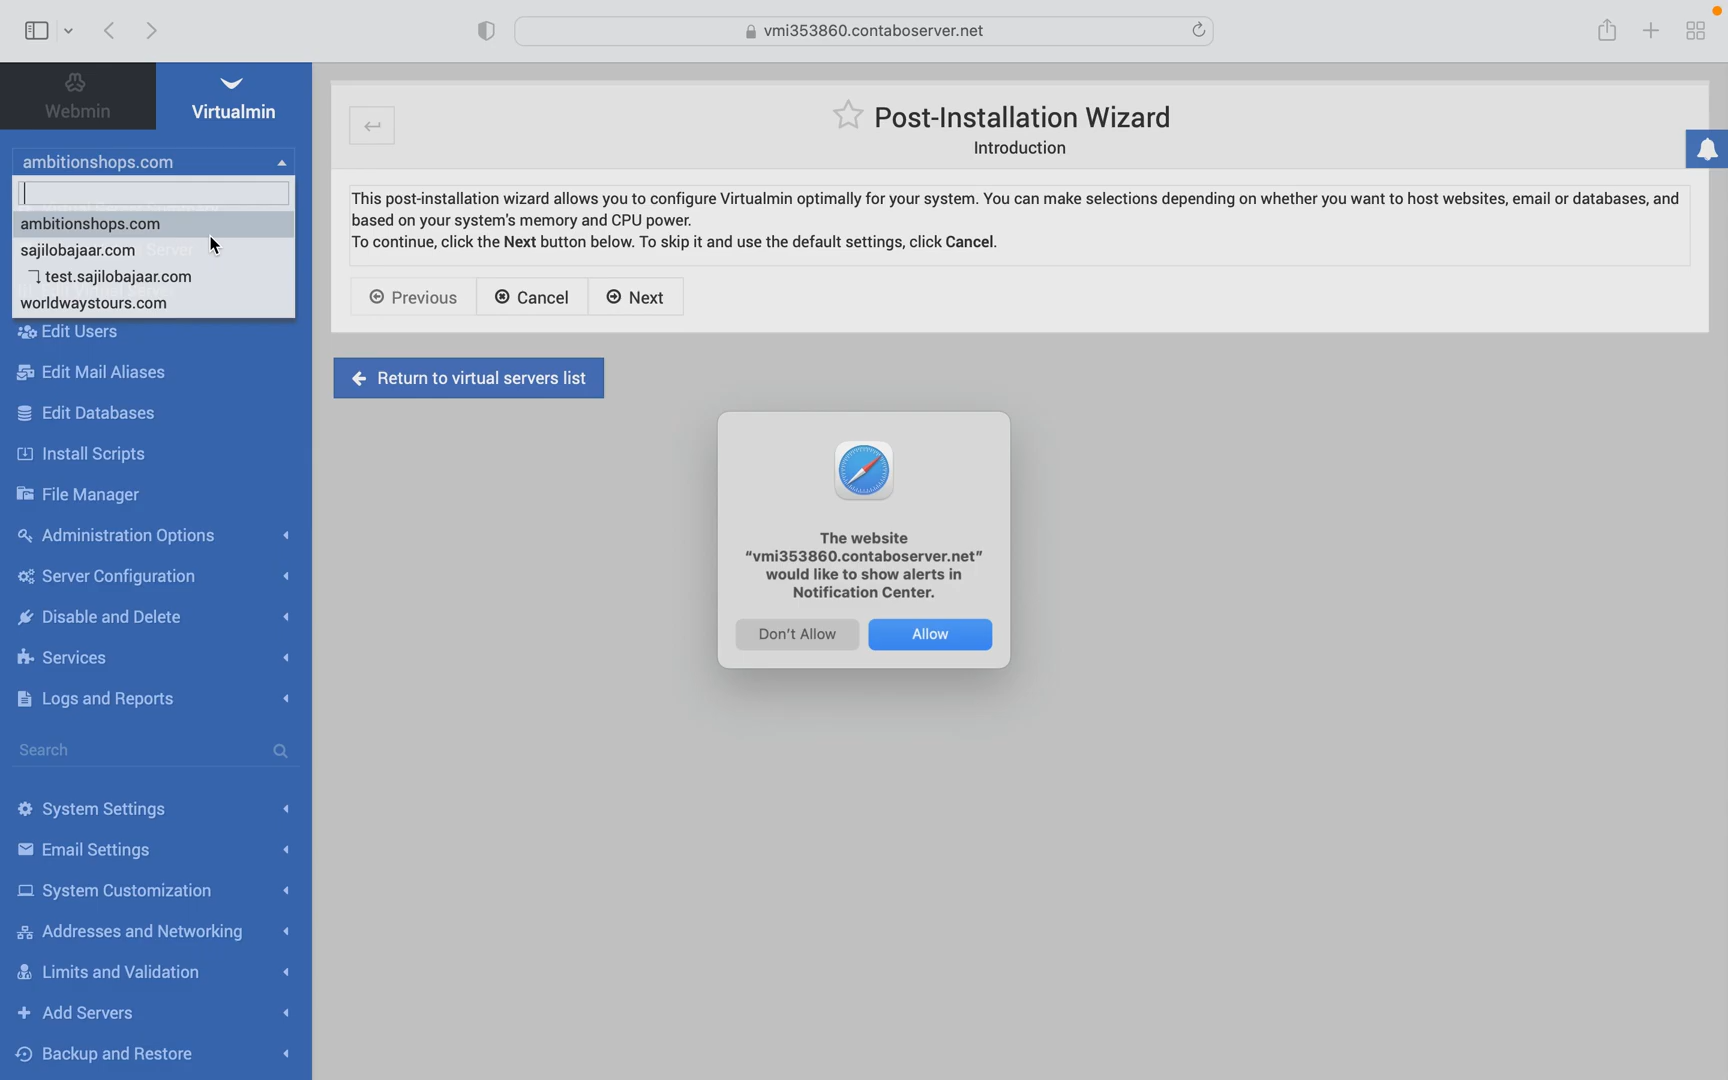 vmi353860.contaboserver.net
Webmin
Virtualmin
ambitionshops.com
ambitionshops.com
sajilobajaar.com
test.sajilobajaar.com
worldwaystours.com
Edit Users
Edit Mail Aliases
Edit Databases
Install Scripts
File Manager
Administration Options
Server Configuration
Disable and Delete
Services
Logs and Reports
Search
System Settings
Email Settings
System Customization
Addresses and Networking
Limits and Validation
Add Servers
Backup and Restore
Post-Installation Wizard
Introduction
This post-installation wizard allows you to configure Virtualmin optimally for your system. You can make selections depending on whether you want to host websites, email or databases, and
based on your system's memory and CPU power.
To continue, click the Next button below. To skip it and use the default settings, click Cancel.
Previous Cancel Next
Return to virtual servers list
The website
“vmi353860.contaboserver.net”
would like to show alerts in
Notification Center.
Don't Allow Allow